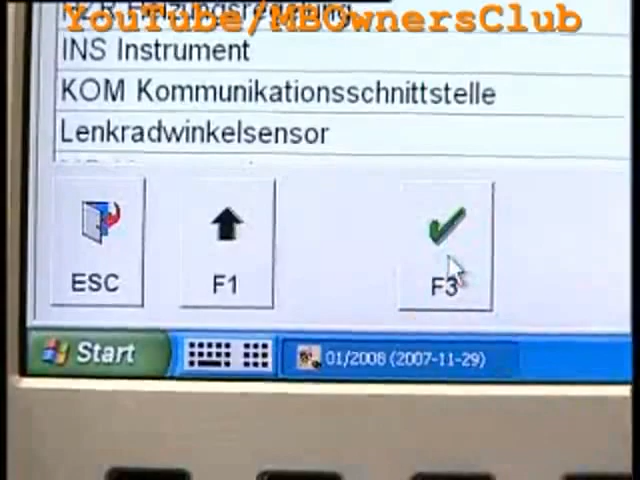 YouTube/MBOwnersClub
INS Instrument
KOM Kommunikationsschnittstelle
Lenkradwinkelsensor
ESC
F1
F3
Start
01/2008 (2007-11-29)